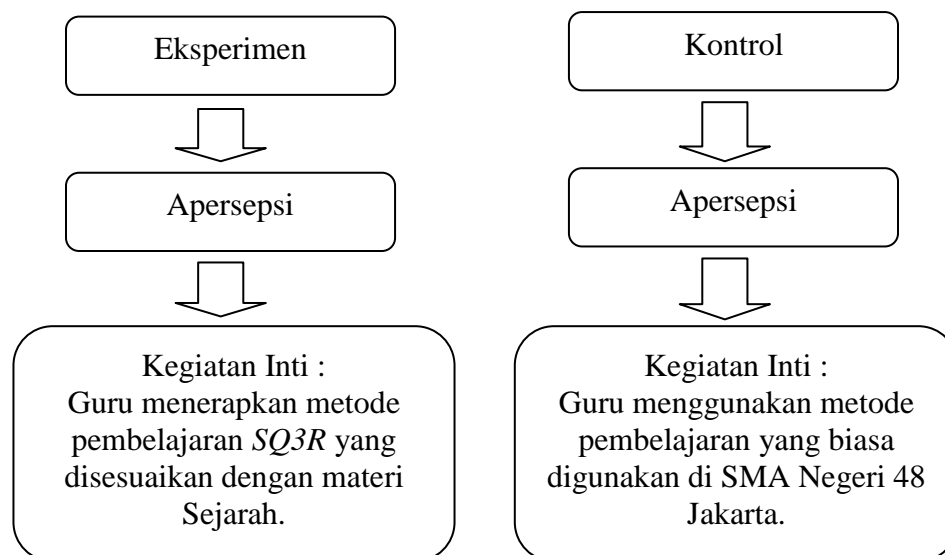 Eksperimen
Apersepsi
Kegiatan Inti :
Guru menerapkan metode
pembelajaran SQ3R yang
disesuaikan dengan materi
Sejarah.
Kontrol
Apersepsi
Kegiatan Inti :
Guru menggunakan metode
pembelajaran yang biasa
digunakan di SMA Negeri 48
Jakarta.